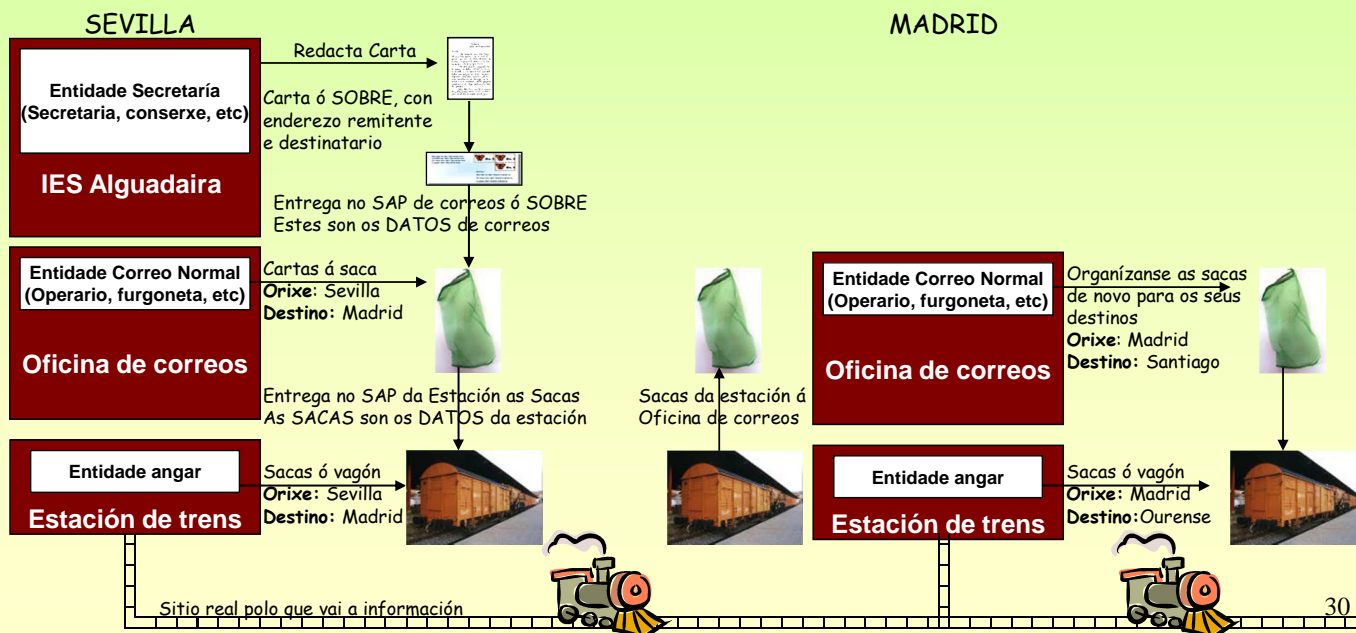 SEVILLA
MADRID
Entidade Secretaría
(Secretaria, conserxe, etc)
IES Alguadaira
Redacta Carta
Carta ó SOBRE, con
enderezo remitente
e destinatario
Entrega no SAP de correos ó SOBRE
Estes son os DATOS de correos
Entidade Correo Normal
(Operario, furgoneta, etc)
Oficina de correos
Cartas á saca
Orixe: Sevilla
Destino: Madrid
Entrega no SAP da Estación as Sacas
As SACAS son os DATOS da estación
Entidade angar
Estación de trens
Sacas ó vagón
Orixe: Sevilla
Destino: Madrid
Sacas da estación á
Oficina de correos
Entidade Correo Normal
(Operario, furgoneta, etc)
Oficina de correos
Organízanse as sacas
de novo para os seus
destinos
Orixe: Madrid
Destino: Santiago
Entidade angar
Estación de trens
Sacas ó vagón
Orixe: Madrid
Destino:Ourense
Sitio real polo que vai a información
30